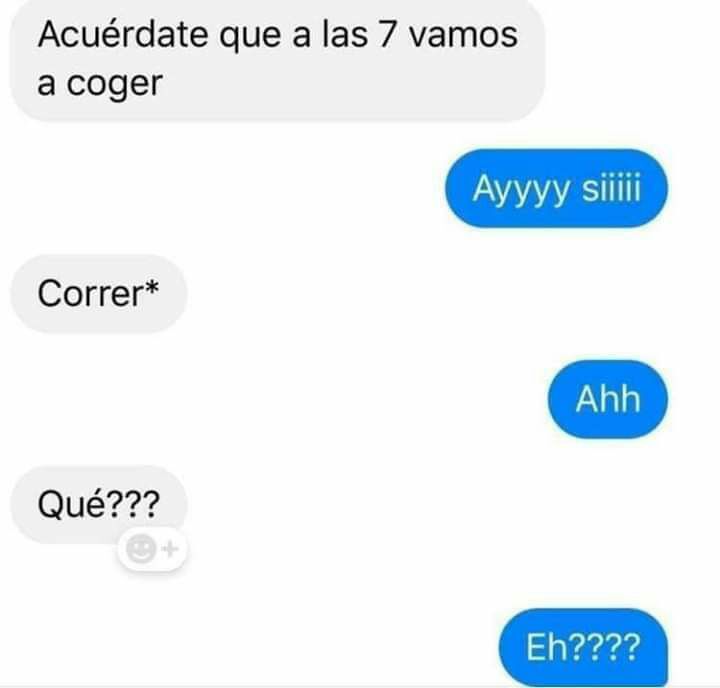 Acuérdate que a las 7 vamos
a coger
Ayyyy siiiii
Correr*
Ahh
Qué???
Eh????